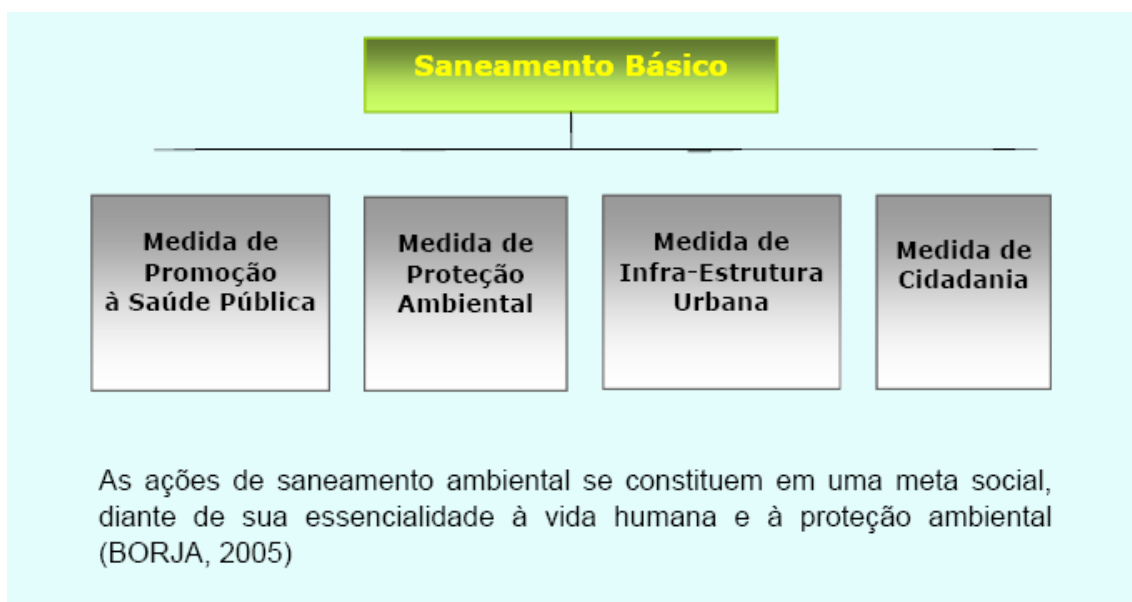 Saneamento Básico
Medida de
Promoção
à Saúde Pública
Medida de
Proteção
Ambiental
Medida de
Infra-Estrutura
Urbana
Medida de
Cidadania
As ações de saneamento ambiental se constituem em uma meta social,
diante de sua essencialidade à vida humana e à proteção ambiental
(BORJA, 2005)